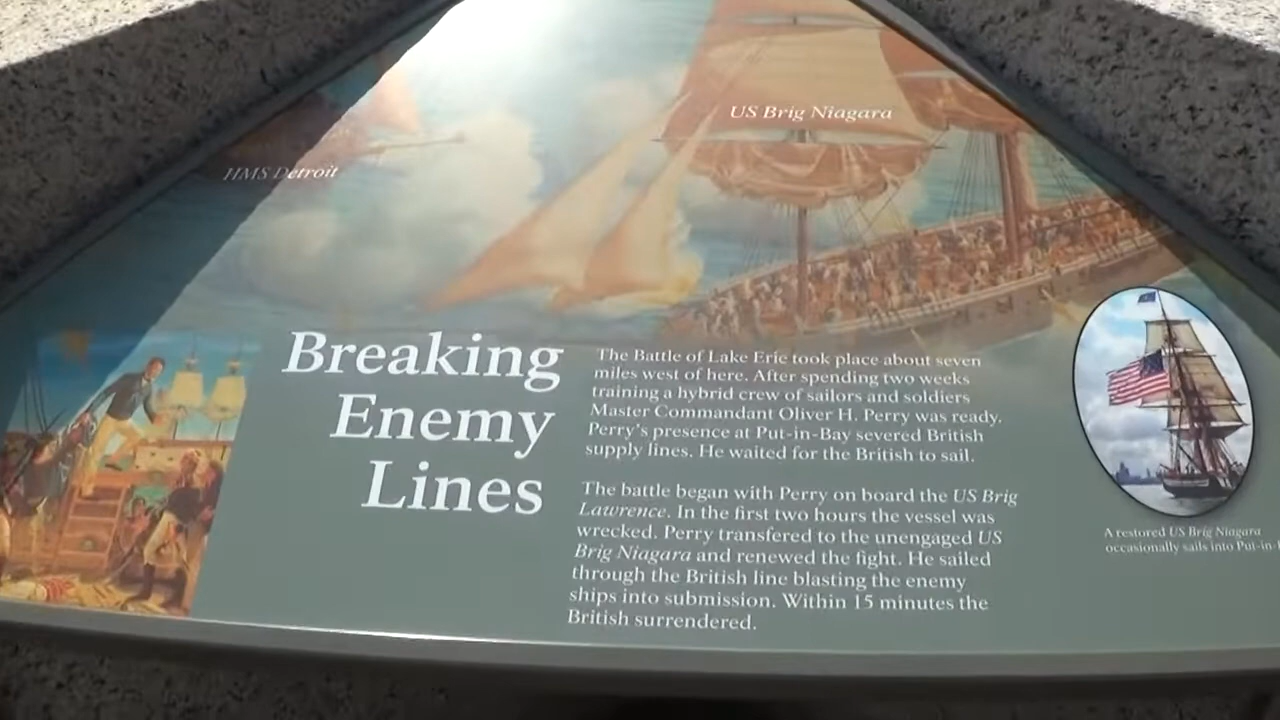 US Brig Niagara
HMS Detroit
Breaking
Enemy
Lines
The Battle of Lake Erie took place about seven
miles west of here. After spending two weeks
training a hybrid crew of sailors and soldiers
Master Commandant Oliver H. Perry was ready.
Perry's presence at Put-in-Bay severed British
supply lines. He waited for the British to sail.
The battle began with Perry on board the US Brig
Lawrence. In the first two hours the vessel was
wrecked. Perry transfered to the unengaged US
Brig Niagara and renewed the fight. He sailed
through the British line blasting the enemy
ships into submission. Within 15 minutes the
British surrendered.
A restored US Brig Niagara
occasionally sails into Put-in-